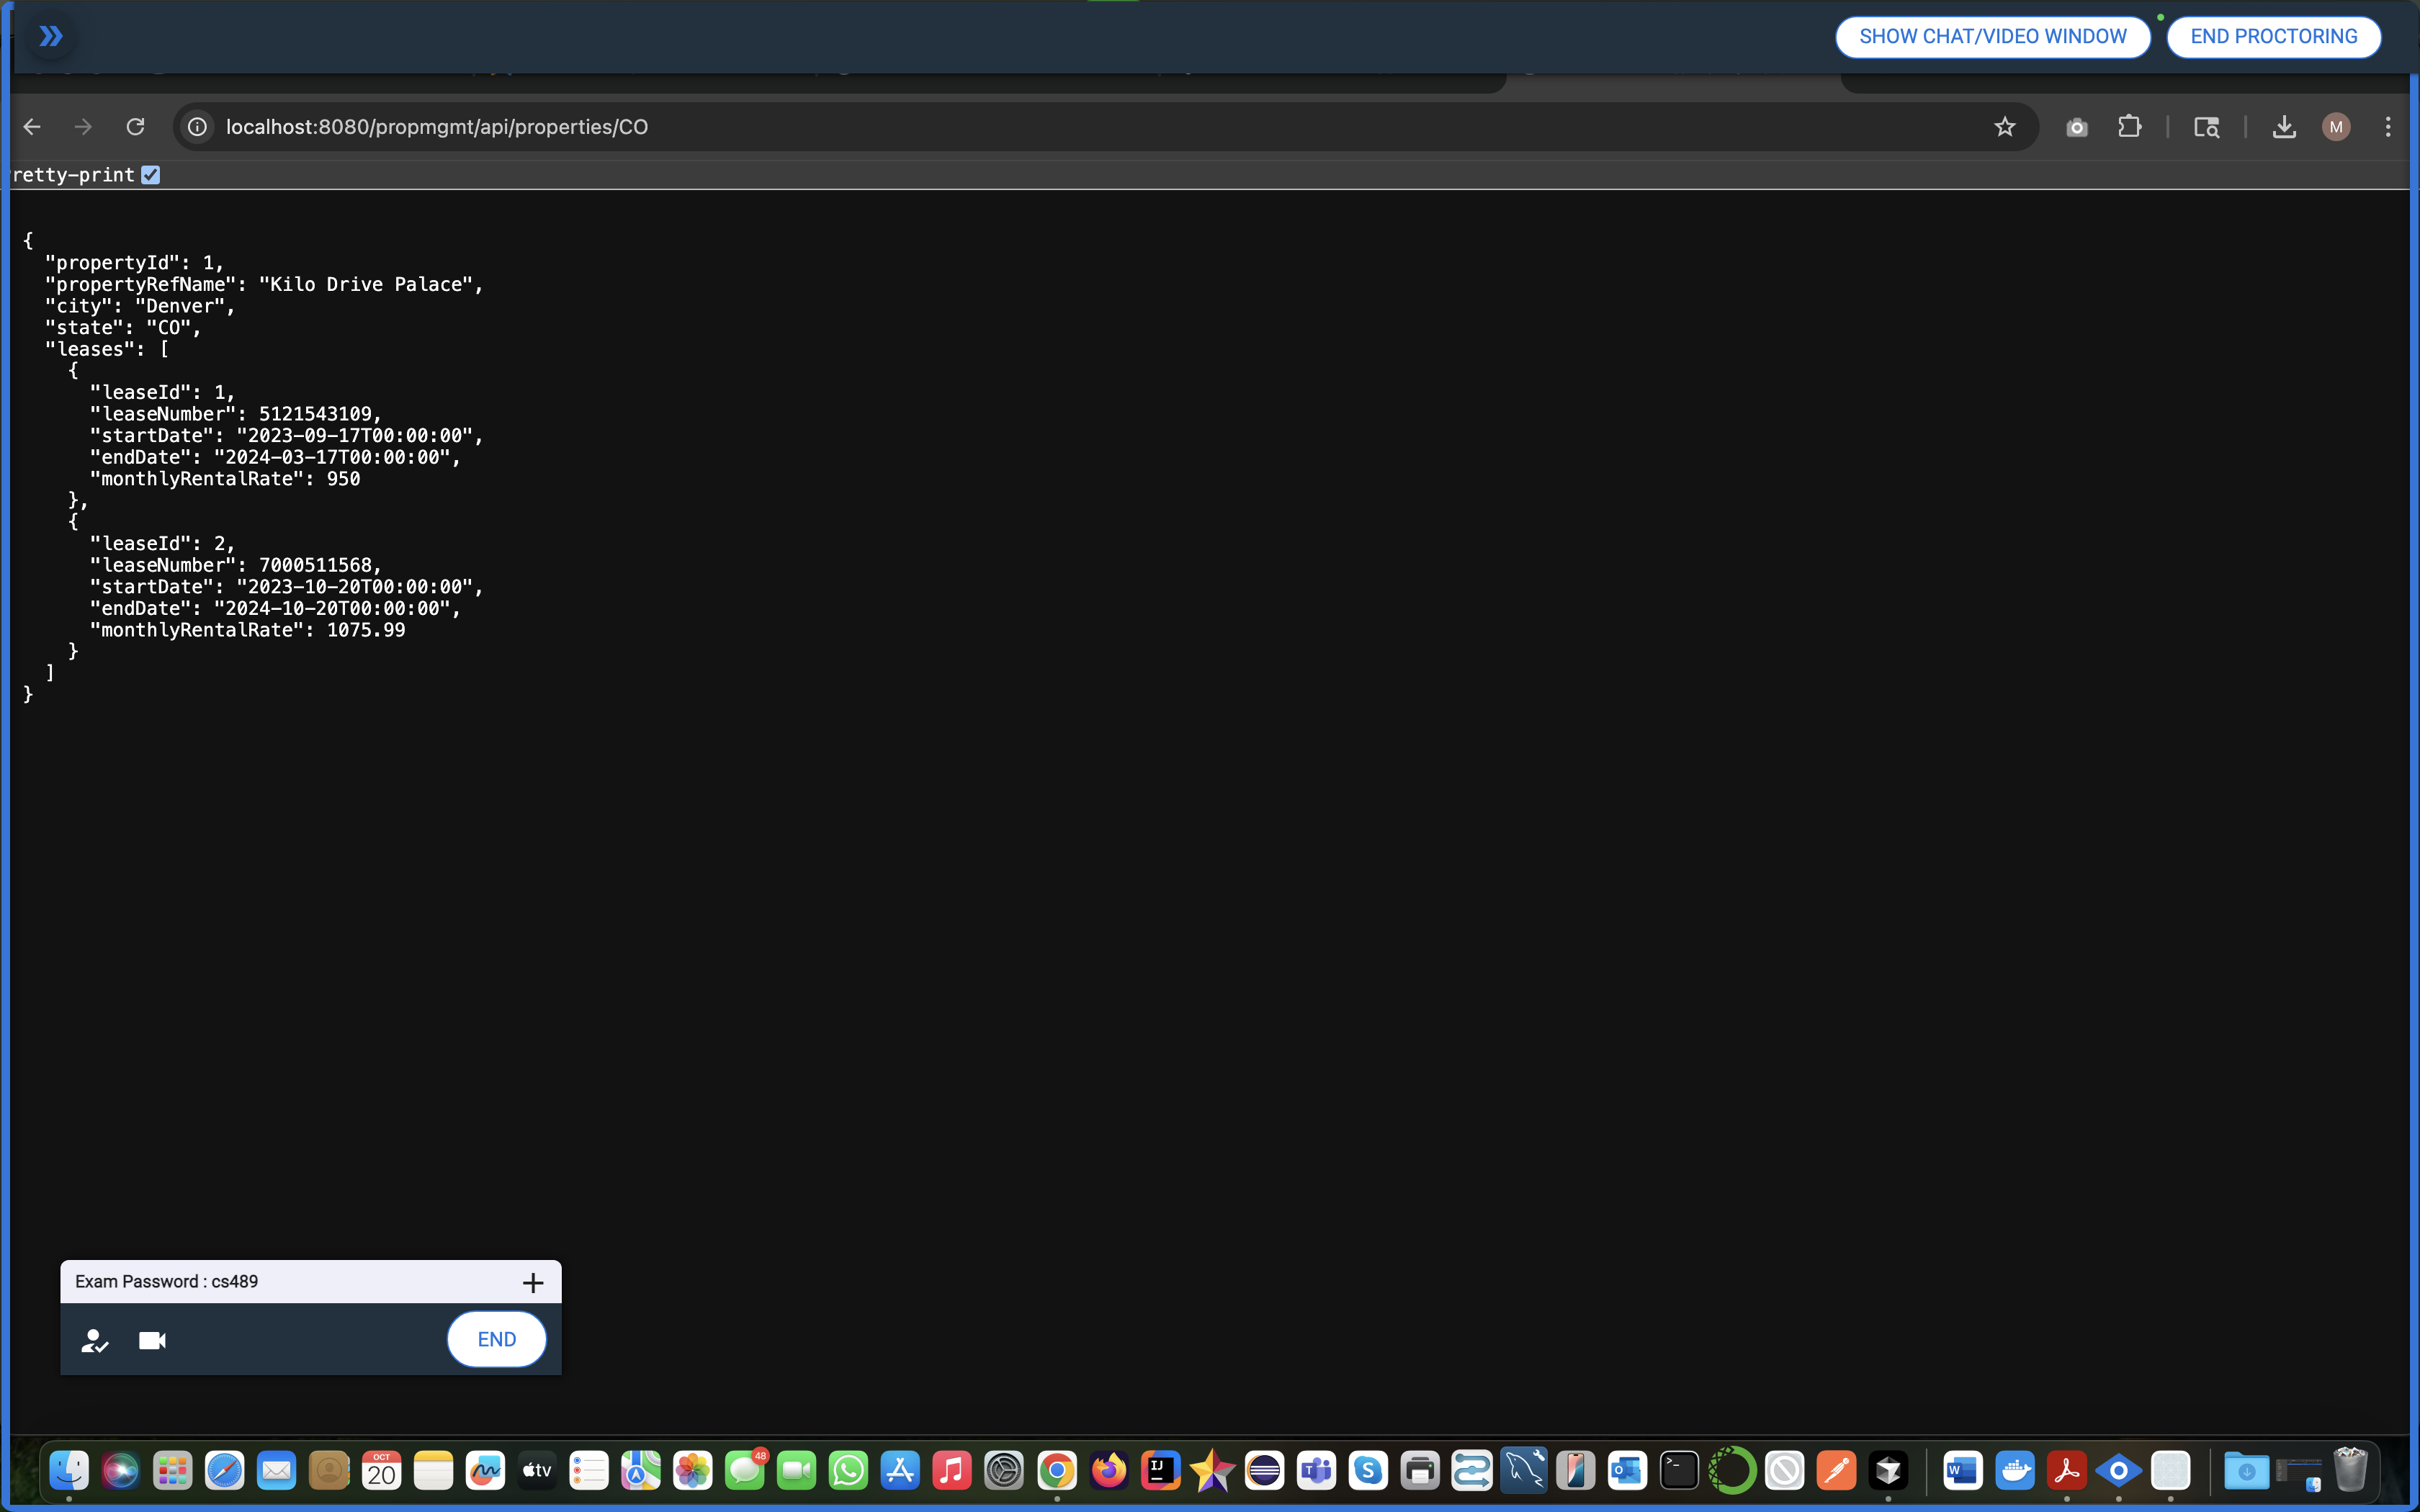 SHOW CHAT/VIDEO WINDOW
END PROCTORING
localhost:8080/propmgmt/api/properties/CO
M
retty-print
{
"propertyId": 1,
"propertyRefName": "Kilo Drive Palace",
"city": "Denver",
"state": "CO",
"leases": [
{
"leaseId": 1,
"leaseNumber": 5121543109,
"startDate": "2023-09-17T00:00:00",
"endDate": "2024-03-17T00:00:00",
"monthlyRentalRate": 950
},
{
"leaseId": 2,
"leaseNumber": 7000511568,
"startDate": "2023-10-20T00:00:00",
"endDate": "2024-10-20T00:00:00",
"monthlyRentalRate": 1075.99
}
]
}
Exam Password : cs489
END
OCT
20
tv
48
IJ